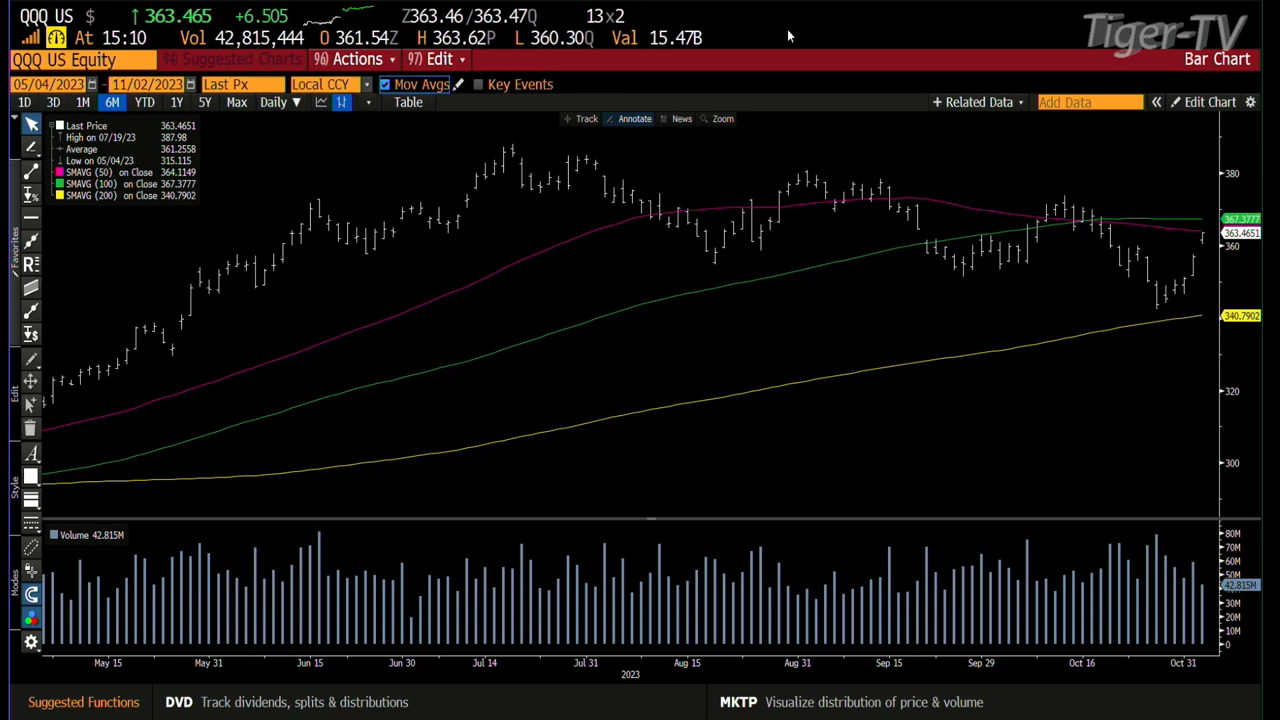 QQQ US $ ↑ 363.465 +6.505 Z363.46/363.47Q 13x2
At 15:10 Vol 42,815,444 O 361.54Z H 363.62P L 360.30Q Val 15.47B
Tiger-TV
QQQ US Equity 94) Suggested Charts 96) Actions 97) Edit Bar Chart
05/04/2023 - 11/02/2023 Last Px Local CCY Mov Avgs Key Events
1D 3D 1M 6M YTD 1Y 5Y Max Daily ▼ Table + Related Data Add Data « Edit Chart
Track Annotate News Zoom
Last Price 363.4651
High on 07/19/23 387.98
Average 361.2558
Low on 05/04/23 315.115
SMAVG (50) on Close 364.1149
SMAVG (100) on Close 367.3777
SMAVG (200) on Close 340.7902
Favorites
Edit
Style
Modes
380
367.3777
363.4651
360
340.7902
320
300
Volume 42.815M
80M
70M
60M
50M
42.815M
30M
20M
10M
0
May 15 May 31 Jun 15 Jun 30 Jul 14 Jul 31 Aug 15 Aug 31 Sep 15 Sep 29 Oct 16 Oct 31
2023
Suggested Functions DVD Track dividends, splits & distributions MKTP Visualize distribution of price & volume